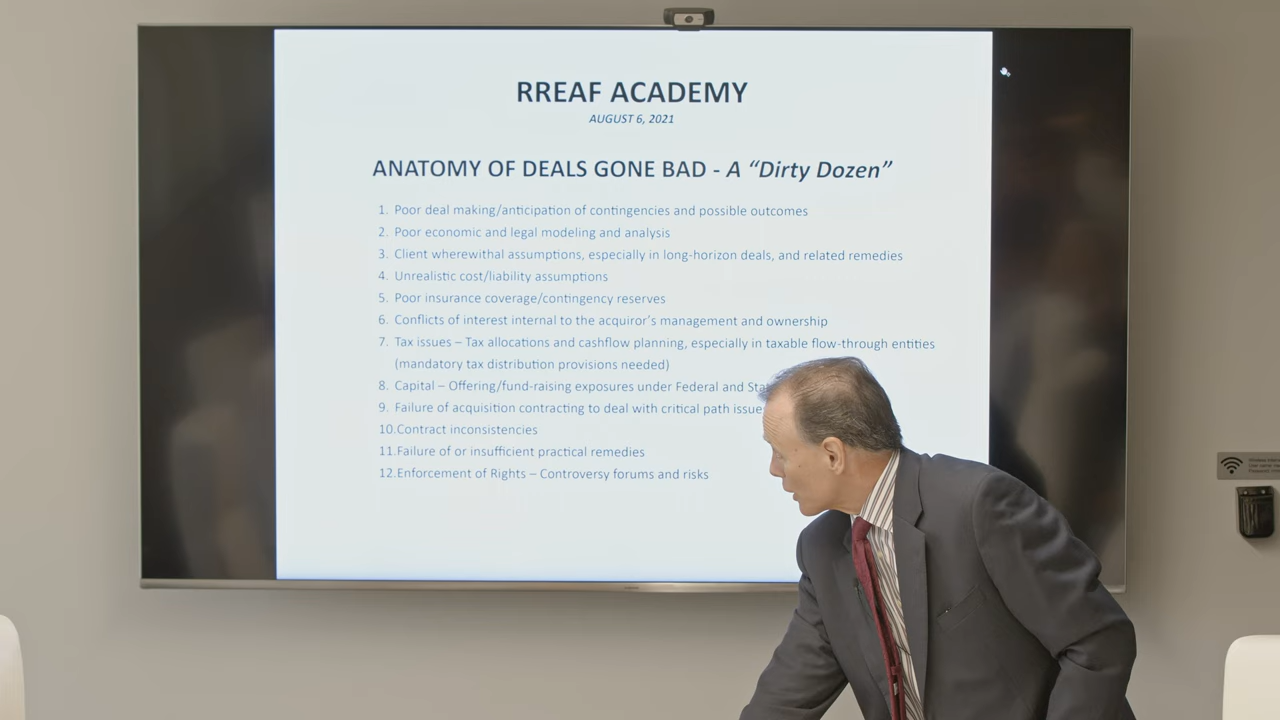 RREAF ACADEMY
AUGUST 6, 2021
ANATOMY OF DEALS GONE BAD - A “Dirty Dozen”
1. Poor deal making/anticipation of contingencies and possible outcomes
2. Poor economic and legal modeling and analysis
3. Client wherewithal assumptions, especially in long-horizon deals, and related remedies
4. Unrealistic cost/liability assumptions
5. Poor insurance coverage/contingency reserves
6. Conflicts of interest internal to the acquiror’s management and ownership
7. Tax issues – Tax allocations and cashflow planning, especially in taxable flow-through entities
(mandatory tax distribution provisions needed)
8. Capital – Offering/fund-raising exposures under Federal and
9. Failure of acquisition contracting to deal with critical path
10.Contract inconsistencies
11.Failure of or insufficient practical remedies
12.Enforcement of Rights – Controversy forums and risks